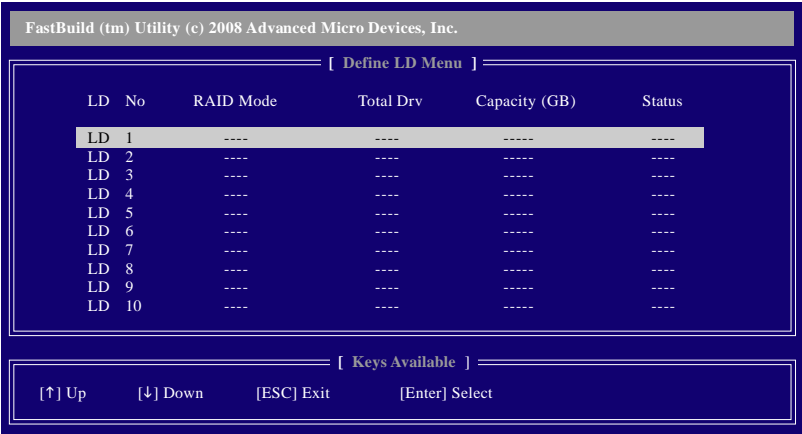 FastBuild (tm) Utility (c) 2008 Advanced Micro Devices, Inc.
[ Define LD Menu ]
LD No RAID Mode Total Drv Capacity (GB) Status
LD 1 ---- ---- ----- ----
LD 2 ---- ---- ----- ----
LD 3 ---- ---- ----- ----
LD 4 ---- ---- ----- ----
LD 5 ---- ---- ----- ----
LD 6 ---- ---- ----- ----
LD 7 ---- ---- ----- ----
LD 8 ---- ---- ----- ----
LD 9 ---- ---- ----- ----
LD 10 ---- ---- ----- ----
[ Keys Available ]
[↑] Up [↓] Down [ESC] Exit [Enter] Select